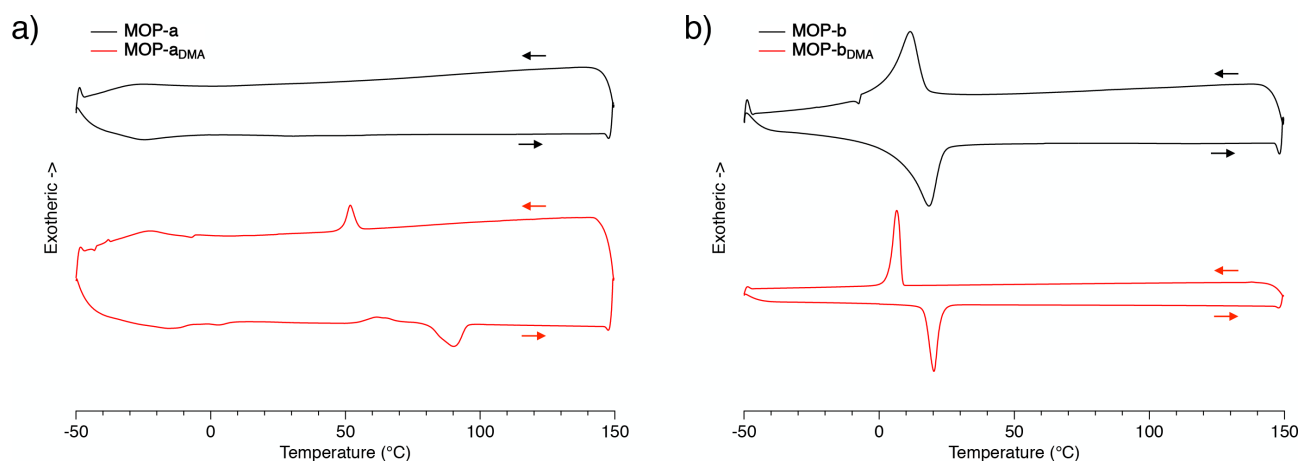 a)
MOP-a
MOP-aDMA
Exotheric ->
-50 0 50 100 150
Temperature (°C)
b)
MOP-b
MOP-bDMA
Exotheric ->
-50 0 50 100 150
Temperature (°C)